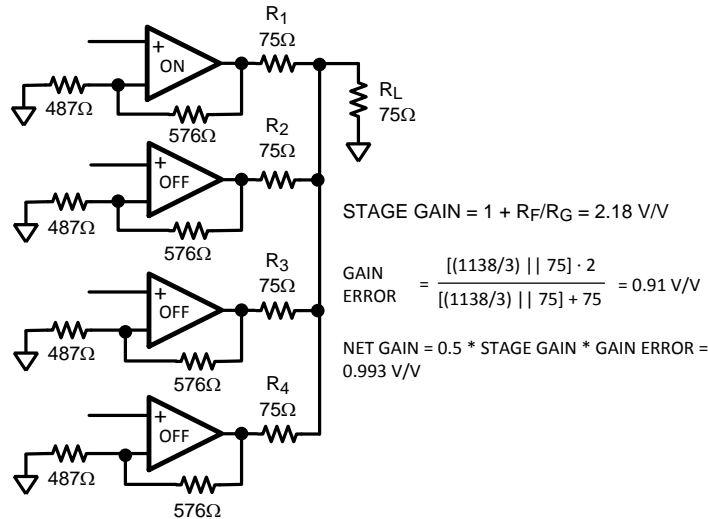 R1
75Ω
+
ON
487Ω
576Ω
RL
75Ω
R2
75Ω
+
OFF
487Ω
576Ω
STAGE GAIN = 1 + RF/RG = 2.18 V/V
GAIN ERROR = [(1138/3) || 75] · 2 / [(1138/3) || 75] + 75 = 0.91 V/V
NET GAIN = 0.5 * STAGE GAIN * GAIN ERROR =
0.993 V/V
R3
75Ω
+
OFF
487Ω
576Ω
R4
75Ω
+
OFF
487Ω
576Ω